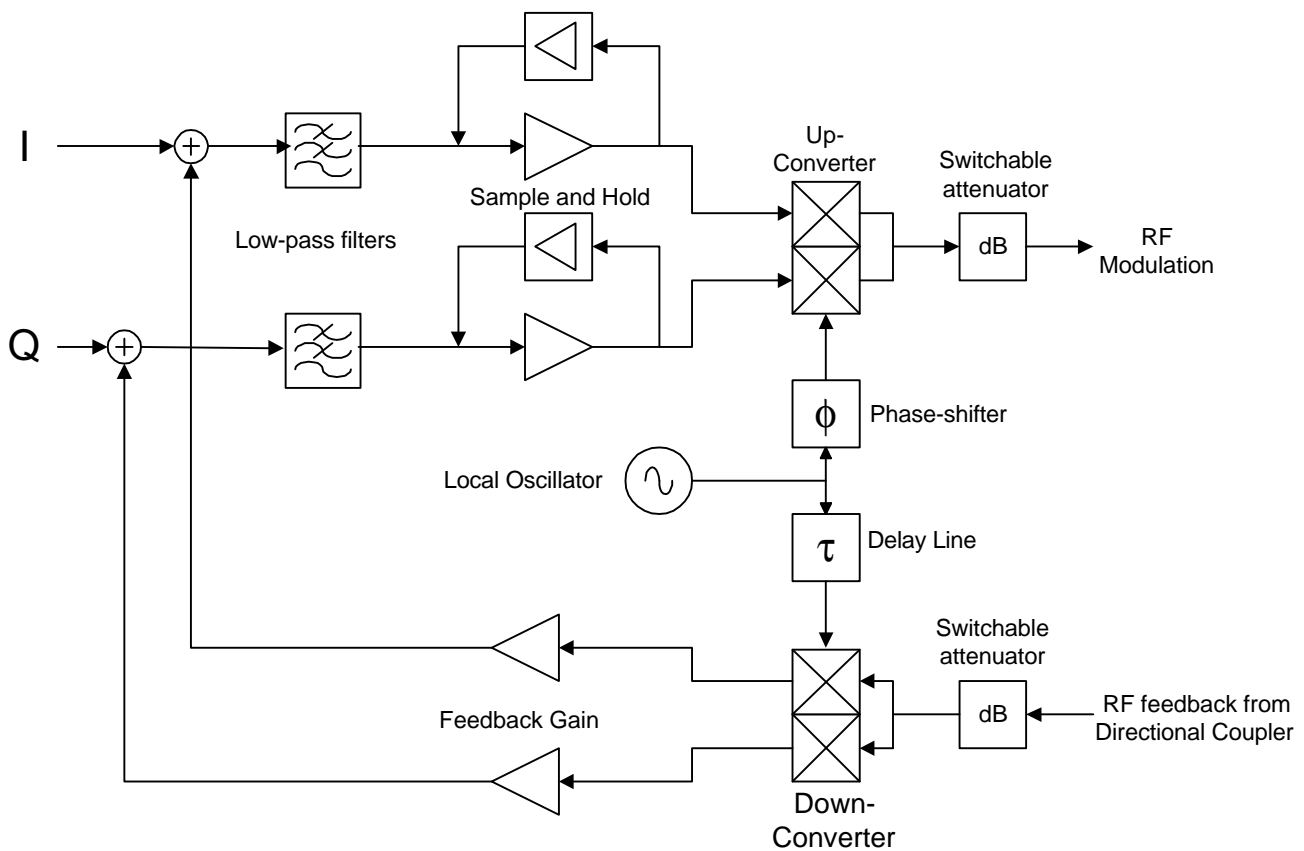 I
Up-
Converter
Switchable
attenuator
Sample and Hold
Low-pass filters
dB
RF
Modulation
Q
ϕ
Phase-shifter
Local Oscillator
τ
Delay Line
Switchable
attenuator
Feedback Gain
dB
RF feedback from
Directional Coupler
Down-
Converter